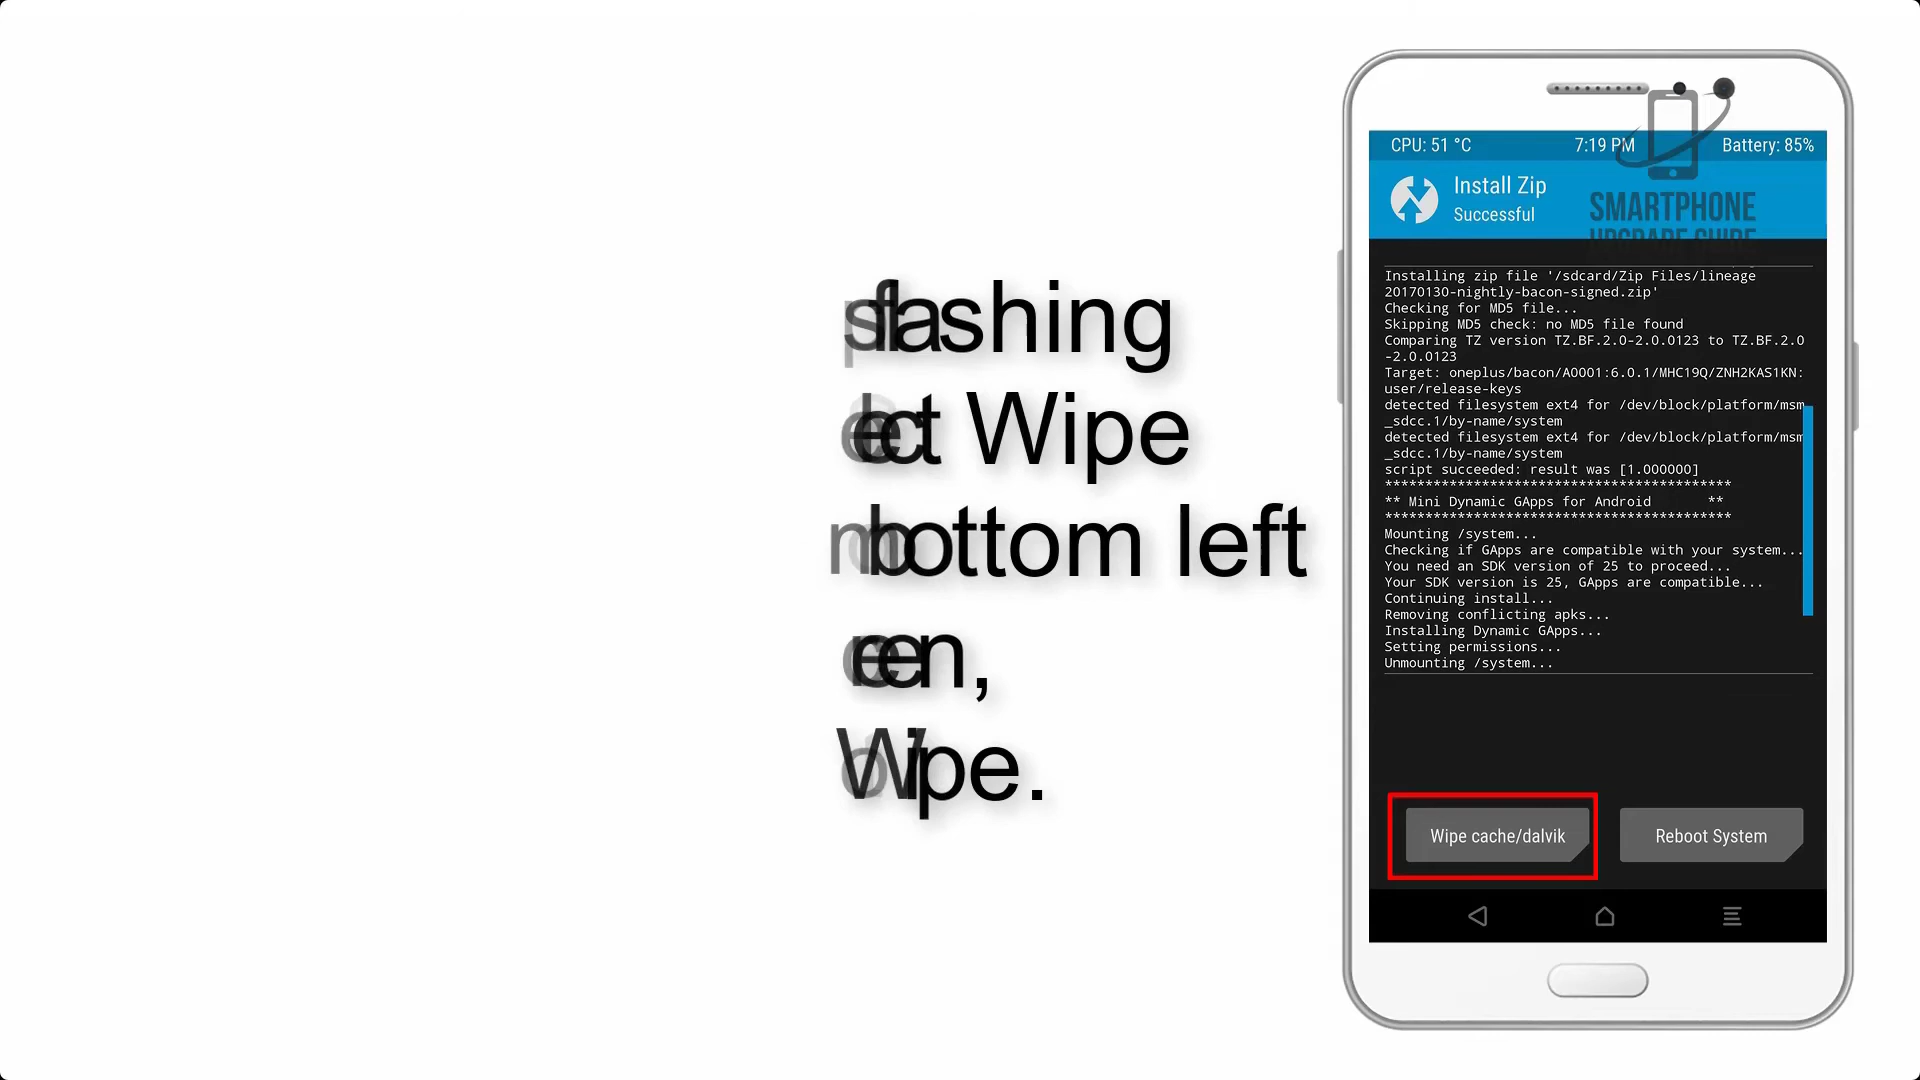 flashing
Wipe
bottom left
Wipe.
CPU: 51 °C
7:19 PM
Battery: 85%
Install Zip
Successful
SMARTPHONE
UPGRADE GUIDE
Installing zip file '/sdcard/Zip Files/lineage
20170130-nightly-bacon-signed.zip'
Checking for MD5 file...
Skipping MD5 check: no MD5 file found
Comparing TZ version TZ.BF.2.0-2.0.0123 to TZ.BF.2.0
-2.0.0123
Target: oneplus/bacon/A0001:6.0.1/MHC19Q/ZNH2KAS1KN:
user/release-keys
detected filesystem ext4 for /dev/block/platform/msm
_sdcc.1/by-name/system
detected filesystem ext4 for /dev/block/platform/msm
_sdcc.1/by-name/system
script succeeded: result was [1.000000]
*******************************************
** Mini Dynamic GApps for Android       **
*******************************************
Mounting /system...
Checking if GApps are compatible with your system...
You need an SDK version of 25 to proceed...
Your SDK version is 25, GApps are compatible...
Continuing install...
Removing conflicting apks...
Installing Dynamic GApps...
Setting permissions...
Unmounting /system...
Wipe cache/dalvik
Reboot System